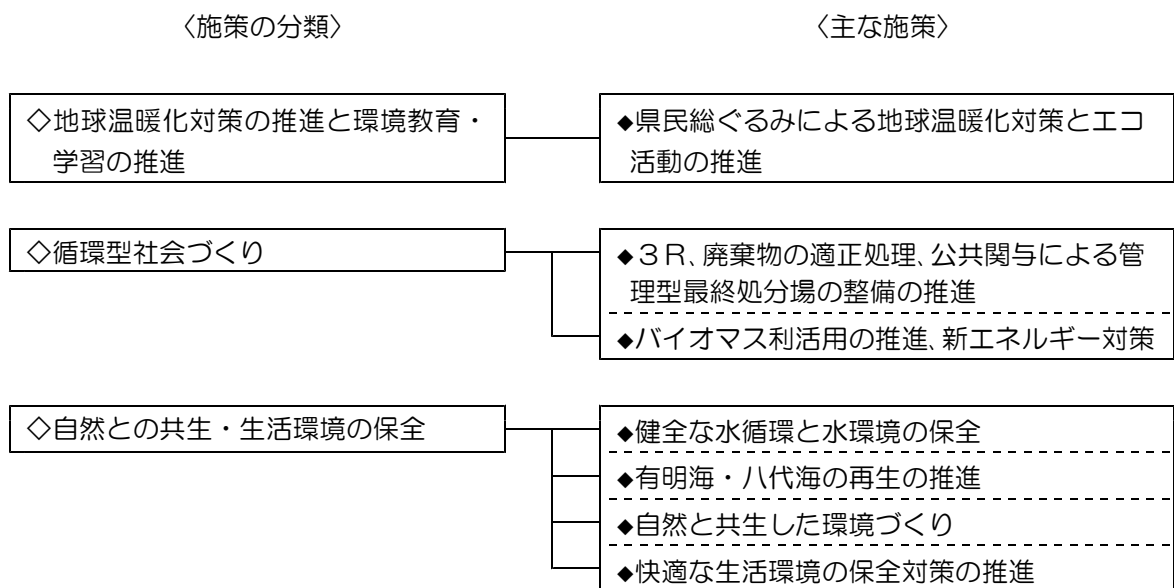 〈施策の分類〉
〈主な施策〉
◇地球温暖化対策の推進と環境教育・
学習の推進
◆県民総ぐるみによる地球温暖化対策とエコ
活動の推進
◇循環型社会づくり
◆３Ｒ、廃棄物の適正処理、公共関与による管
理型最終処分場の整備の推進
◆バイオマス利活用の推進、新エネルギー対策
◇自然との共生・生活環境の保全
◆健全な水循環と水環境の保全
◆有明海・八代海の再生の推進
◆自然と共生した環境づくり
◆快適な生活環境の保全対策の推進